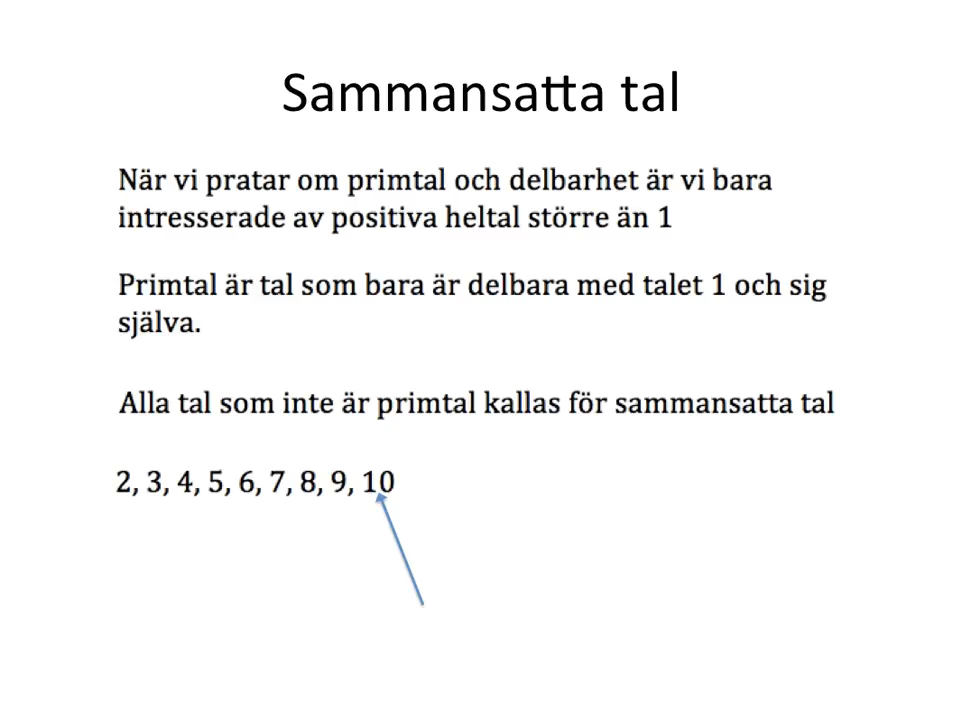 Sammansatta tal
När vi pratar om primtal och delbarhet är vi bara
intresserade av positiva heltal större än 1
Primtal är tal som bara är delbara med talet 1 och sig
själva.
Alla tal som inte är primtal kallas för sammansatta tal
2, 3, 4, 5, 6, 7, 8, 9, 10